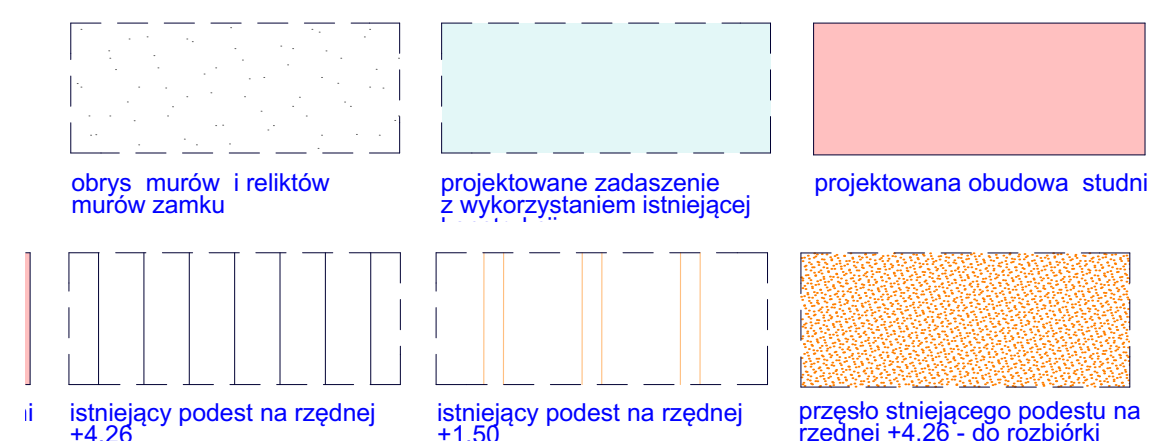 obrys murów i reliktów
murów zamku
projektowane zadaszenie
z wykorzystaniem istniejącej
projektowana obudowa studni
istniejący podest na rzędnej
+4.26
istniejący podest na rzędnej
+1.50
przęsło stniejącego podestu na
rzędnej +4.26 - do rozbiórki